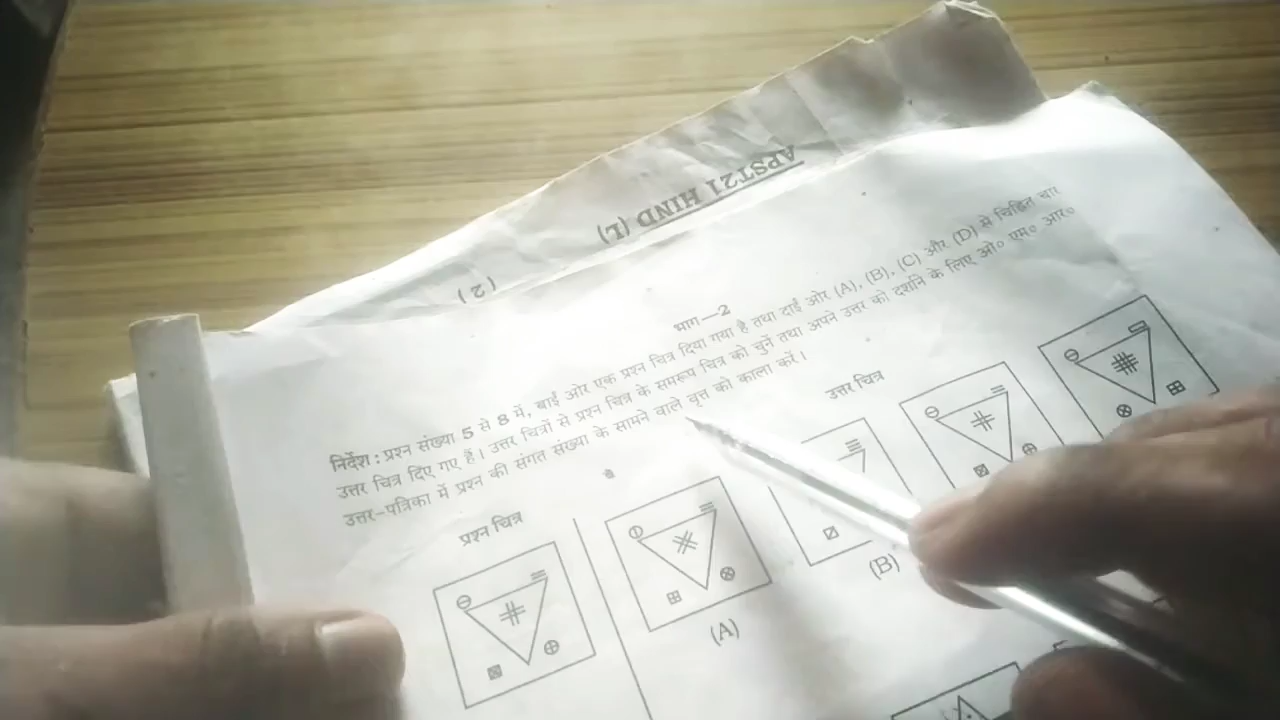 APST21 HIND (L)
( 2 )
भाग—2
निर्देश : प्रश्न संख्या 5 से 8 में, बाईं ओर एक प्रश्न चित्र दिया गया है तथा दाईं ओर (A), (B), (C) और (D) से चिह्नित चार
उत्तर चित्र दिए गए हैं। उत्तर चित्रों से प्रश्न चित्र के समरूप चित्र को चुनें तथा अपने उत्तर को दर्शाने के लिए ओ० एम० आर०
उत्तर-पत्रिका में प्रश्न की संगत संख्या के सामने वाले वृत्त को काला करें।
प्रश्न चित्र
उत्तर चित्र
(A)
(B)